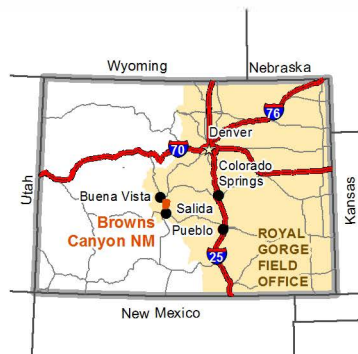 Wyoming
Nebraska
76
Denver
70
Colorado
Springs
Utah
Kansas
Buena Vista
Salida
Browns
Canyon NM
Pueblo
ROYAL
GORGE
FIELD
OFFICE
25
New Mexico